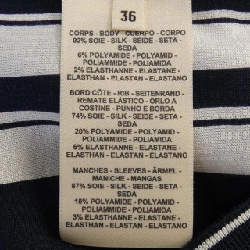 36
CORPS - BODY - CUERPO - CORPO
92% SOIE - SILK - SEIDE - SETA -
SEDA
6% POLYAMIDE - POLYAMID -
POLIAMMIDE - POLIAMIDA
2% ELASTHANNE - ELASTANE -
ELASTHAN - ELASTAN - ELASTANO
BORD CÔTE - RIB - SEITENRAND -
REMATE ELASTICO - ORLO A
COSTINE - PUNHO E BORDA
74% SOIE - SILK - SEIDE - SETA -
SEDA
20% POLYAMIDE - POLYAMID -
POLIAMMIDE - POLIAMIDA
6% ELASTHANNE - ELASTANE -
ELASTHAN - ELASTAN - ELASTANO
MANCHES - SLEEVES - ÄRMEL -
MANICHE - MANGAS
87% SOIE - SILK - SEIDE - SETA -
SEDA
10% POLYAMIDE - POLYAMID -
POLIAMMIDE - POLIAMIDA
3% ELASTHANNE - ELASTANE -
ELASTHAN - ELASTAN - ELASTANO